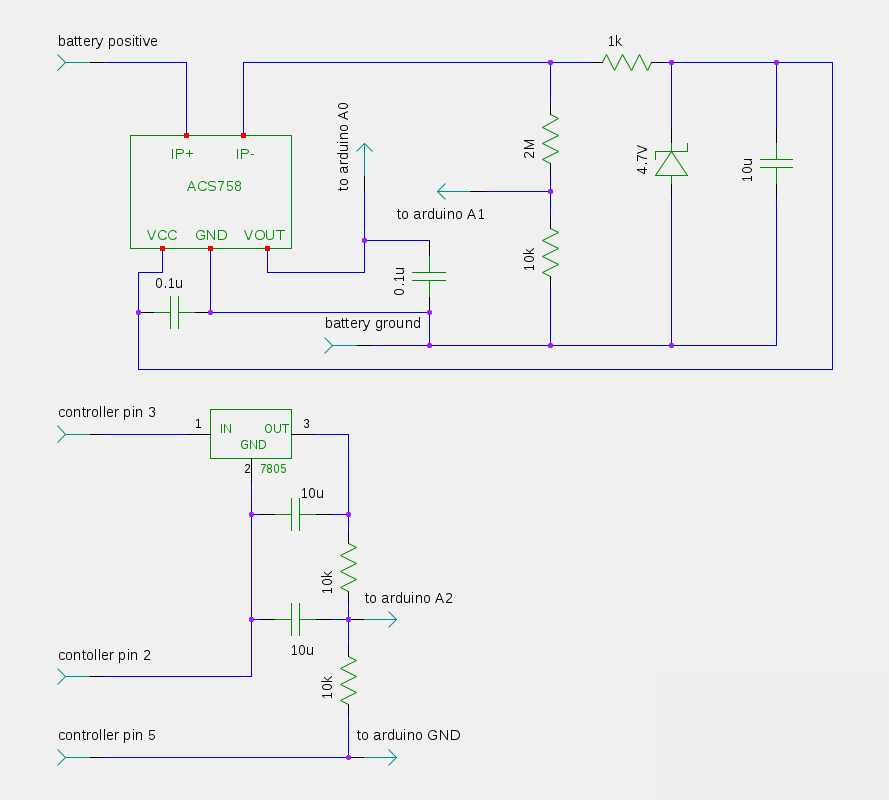 battery positive
1k
to arduino A0
2M
4.7V
10u
IP+
IP-
ACS758
to arduino A1
VCC
GND
VOUT
10k
0.1u
0.1u
battery ground
controller pin 3
1
IN
OUT
3
GND
2
7805
10u
10k
to arduino A2
10u
contoller pin 2
10k
controller pin 5
to arduino GND